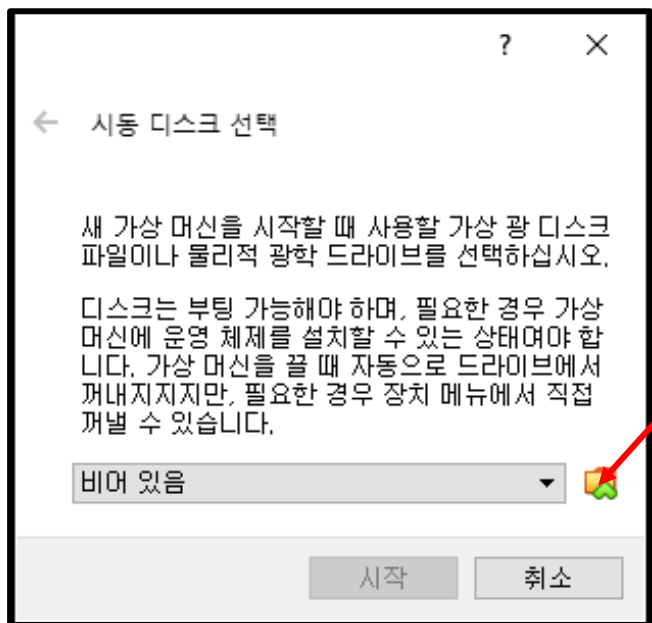 ?
시동 디스크 선택
새 가상 머신을 시작할 때 사용할 가상 광 디스크
파일이나 물리적 광학 드라이브를 선택하십시오.
디스크는 부팅 가능해야 하며, 필요한 경우 가상
머신에 운영 체제를 설치할 수 있는 상태여야 합
니다. 가상 머신을 끌 때 자동으로 드라이브에서
꺼내지지지만, 필요한 경우 장치 메뉴에서 직접
꺼낼 수 있습니다.
비어 있음
시작 취소